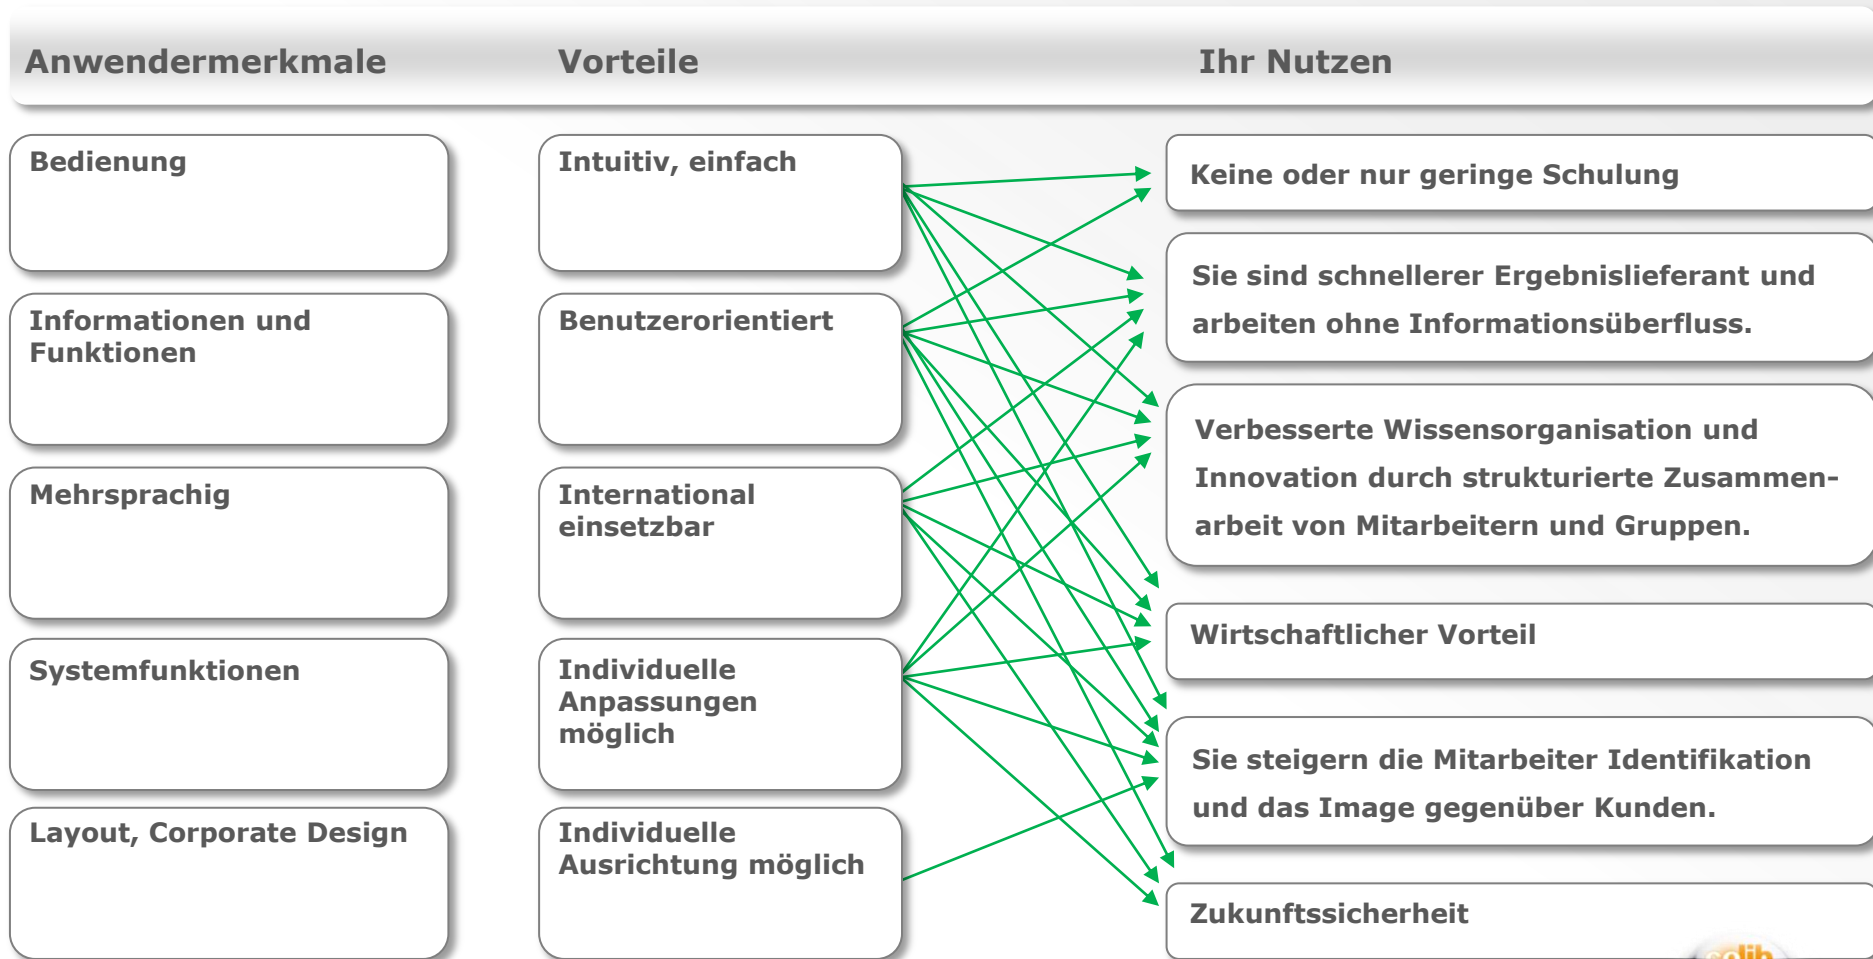 Anwendermerkmale
Vorteile
Ihr Nutzen
Bedienung
Intuitiv, einfach
Keine oder nur geringe Schulung
Sie sind schnellerer Ergebnislieferant und
arbeiten ohne Informationsüberfluss.
Informationen und
Funktionen
Benutzerorientiert
Verbesserte Wissensorganisation und
Innovation durch strukturierte Zusammen-
arbeit von Mitarbeitern und Gruppen.
Mehrsprachig
International
einsetzbar
Wirtschaftlicher Vorteil
Systemfunktionen
Individuelle
Anpassungen
möglich
Sie steigern die Mitarbeiter Identifikation
und das Image gegenüber Kunden.
Layout, Corporate Design
Individuelle
Ausrichtung möglich
Zukunftssicherheit